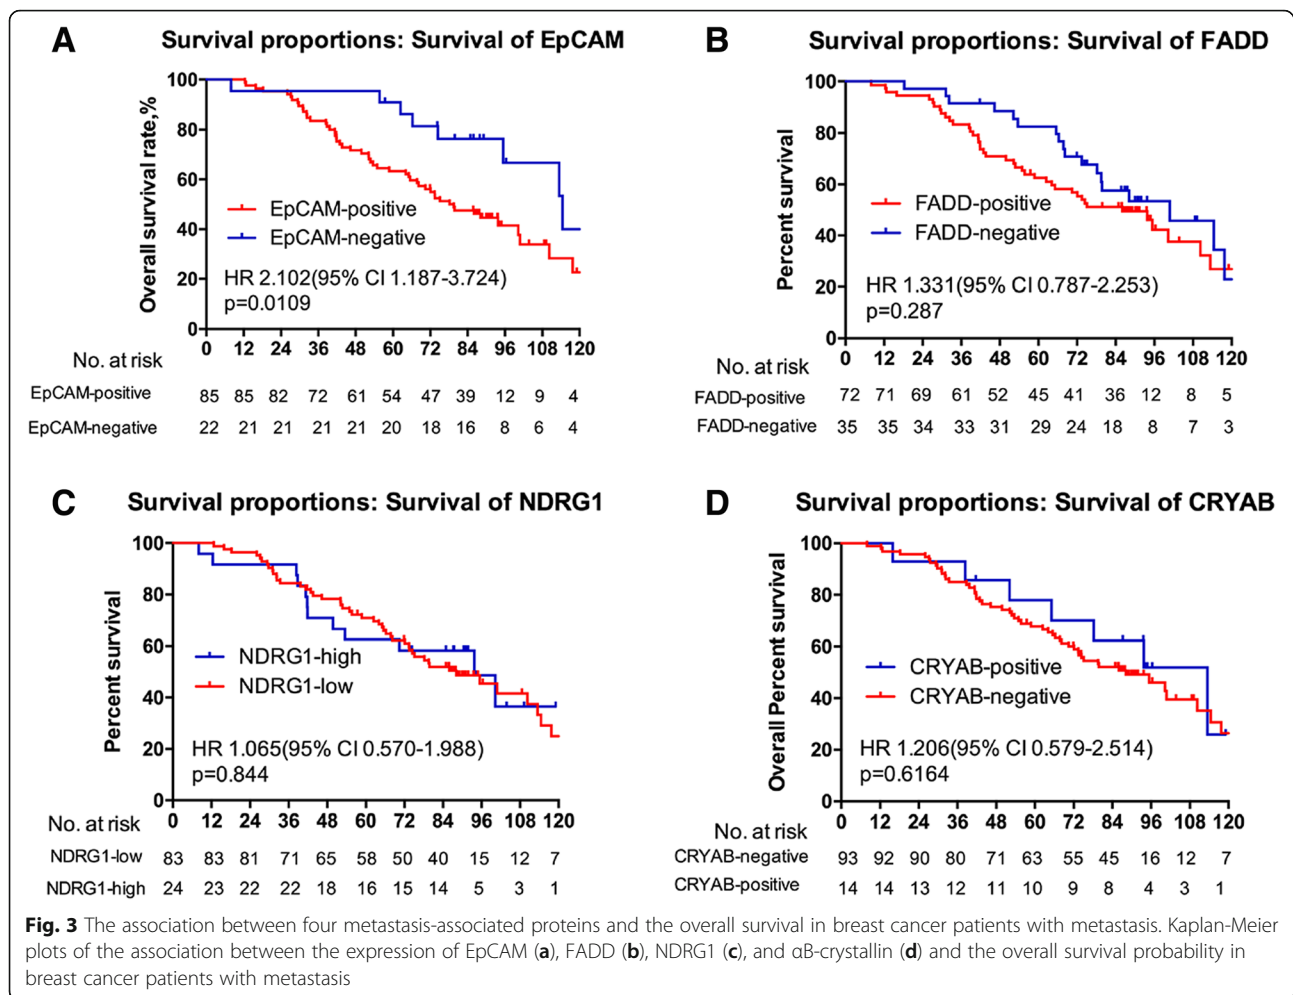 A Survival proportions: Survival of EpCAM
Overall survival rate,%
100
80
60
40
20
0
EpCAM-positive
EpCAM-negative
HR 2.102(95% CI 1.187-3.724)
p=0.0109
0 12 24 36 48 60 72 84 96 108 120
No. at risk
EpCAM-positive 85 85 82 72 61 54 47 39 12 9 4
EpCAM-negative 22 21 21 21 21 20 18 16 8 6 4
B Survival proportions: Survival of FADD
Percent survival
100
80
60
40
20
0
FADD-positive
FADD-negative
HR 1.331(95% CI 0.787-2.253)
p=0.287
0 12 24 36 48 60 72 84 96 108 120
No. at risk
FADD-positive 72 71 69 61 52 45 41 36 12 8 5
FADD-negative 35 35 34 33 31 29 24 18 8 7 3
C Survival proportions: Survival of NDRG1
Percent survival
100
80
60
40
20
0
NDRG1-high
NDRG1-low
HR 1.065(95% CI 0.570-1.988)
p=0.844
0 12 24 36 48 60 72 84 96 108 120
No. at risk
NDRG1-low 83 83 81 71 65 58 50 40 15 12 7
NDRG1-high 24 23 22 22 18 16 15 14 5 3 1
D Survival proportions: Survival of CRYAB
Overall Percent survival
100
80
60
40
20
0
CRYAB-positive
CRYAB-negative
HR 1.206(95% CI 0.579-2.514)
p=0.6164
0 12 24 36 48 60 72 84 96 108 120
No. at risk
CRYAB-negative 93 92 90 80 71 63 55 45 16 12 7
CRYAB-positive 14 14 13 12 11 10 9 8 4 3 1
Fig. 3 The association between four metastasis-associated proteins and the overall survival in breast cancer patients with metastasis. Kaplan-Meier
plots of the association between the expression of EpCAM (a), FADD (b), NDRG1 (c), and αB-crystallin (d) and the overall survival probability in
breast cancer patients with metastasis